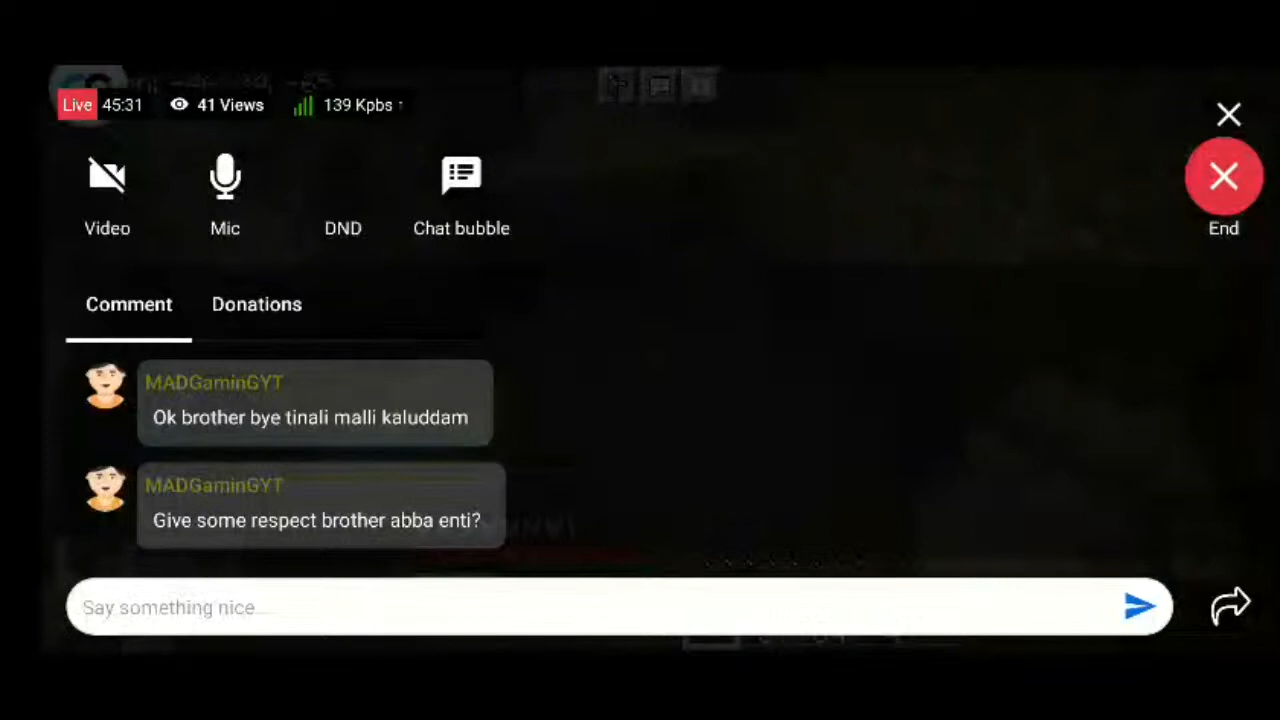 Live 45:31 41 Views 139 Kpbs ↑
Video Mic DND Chat bubble
End
Comment Donations
MADGaminGYT
Ok brother bye tinali malli kaluddam
MADGaminGYT
Give some respect brother abba enti?
Say something nice